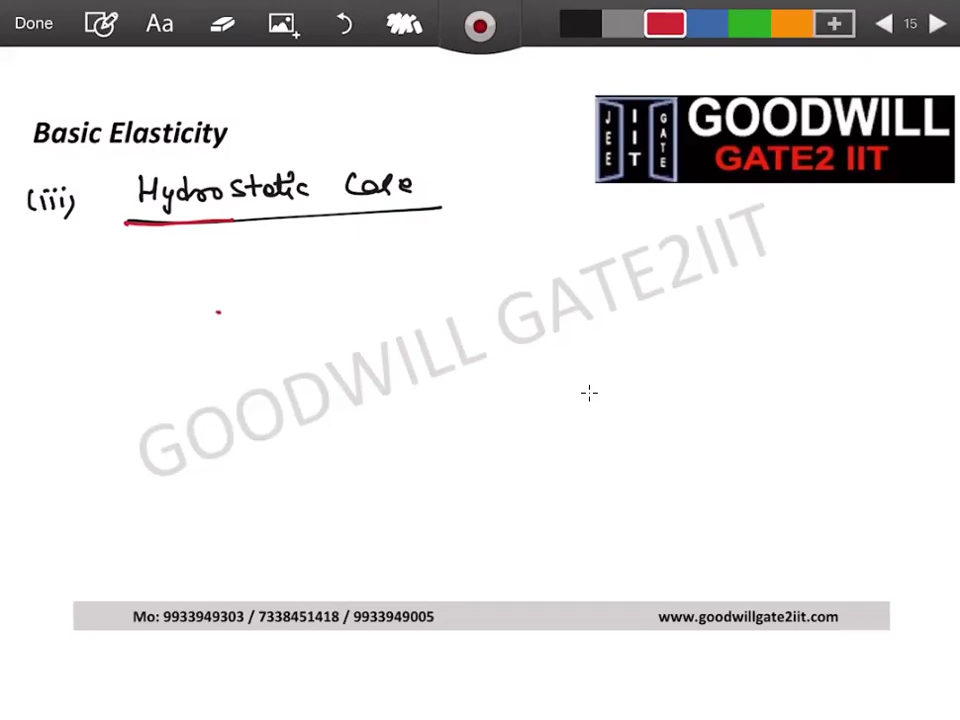 Done Aa 15
Basic Elasticity
JEE IIT GATE GOODWILL
GATE2 IIT
(iii) Hydrostatic Case
GOODWILL GATE2IIT
Mo: 9933949303 / 7338451418 / 9933949005 www.goodwillgate2iit.com